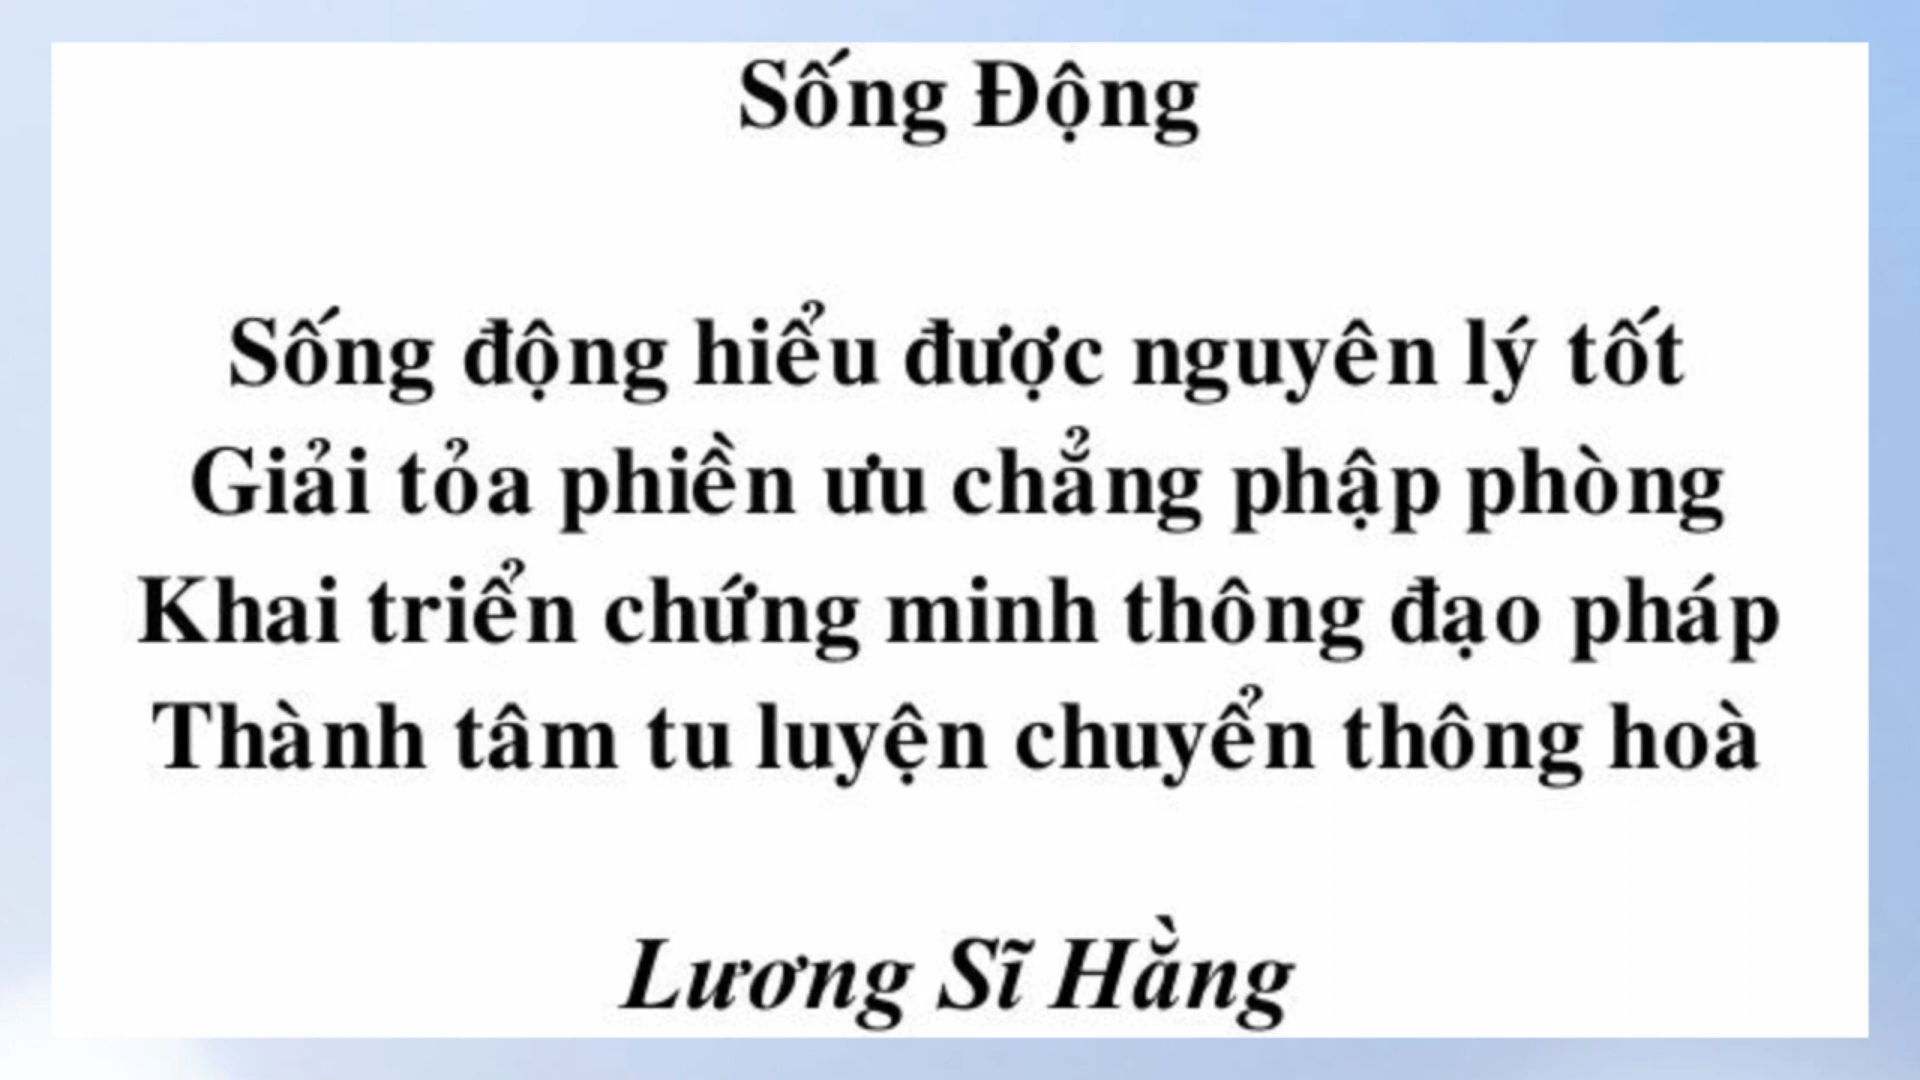 Sống Động
Sống động hiểu được nguyên lý tốt
Giải tỏa phiền ưu chẳng phập phòng
Khai triển chứng minh thông đạo pháp
Thành tâm tu luyện chuyển thông hoà
Lương Sĩ Hằng